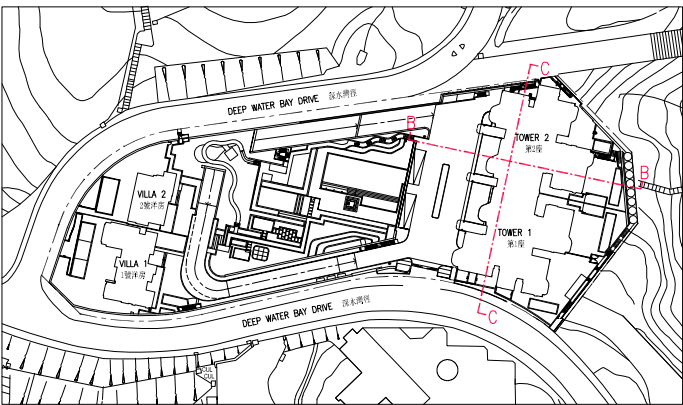 C
DEEP WATER BAY DRIVE 深水灣徑
B
TOWER 2
第2座
B
VILLA 2
2號洋房
TOWER 1
第1座
VILLA 1
1號洋房
DEEP WATER BAY DRIVE 深水灣徑
C
CUL
CUL